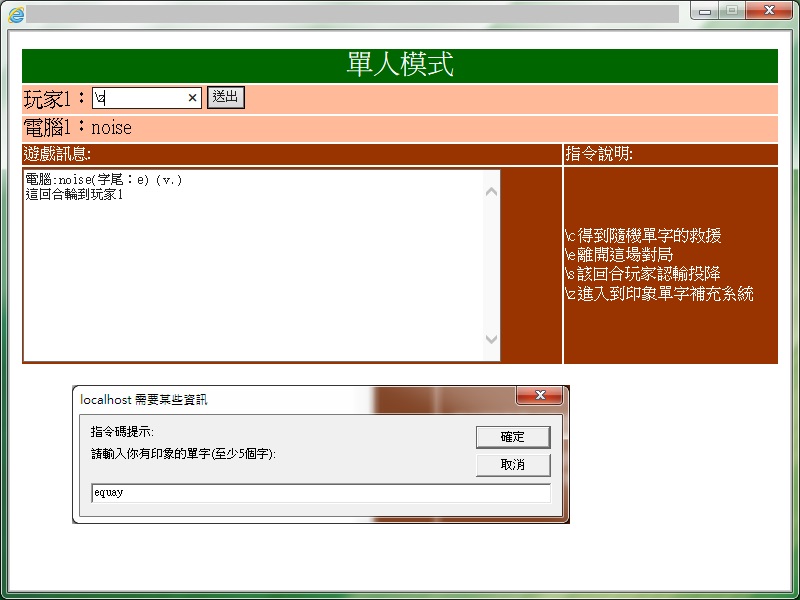 單人模式
玩家1：\z 送出
電腦1：noise
遊戲訊息:
指令說明:
電腦:noise(字尾：e) (v.)
這回合輪到玩家1
\c得到隨機單字的救援
\e離開這場對局
\s該回合玩家認輸投降
\z進入到印象單字補充系統
localhost 需要某些資訊
指令碼提示:
確定
請輸入你有印象的單字(至少5個字):
取消
equay